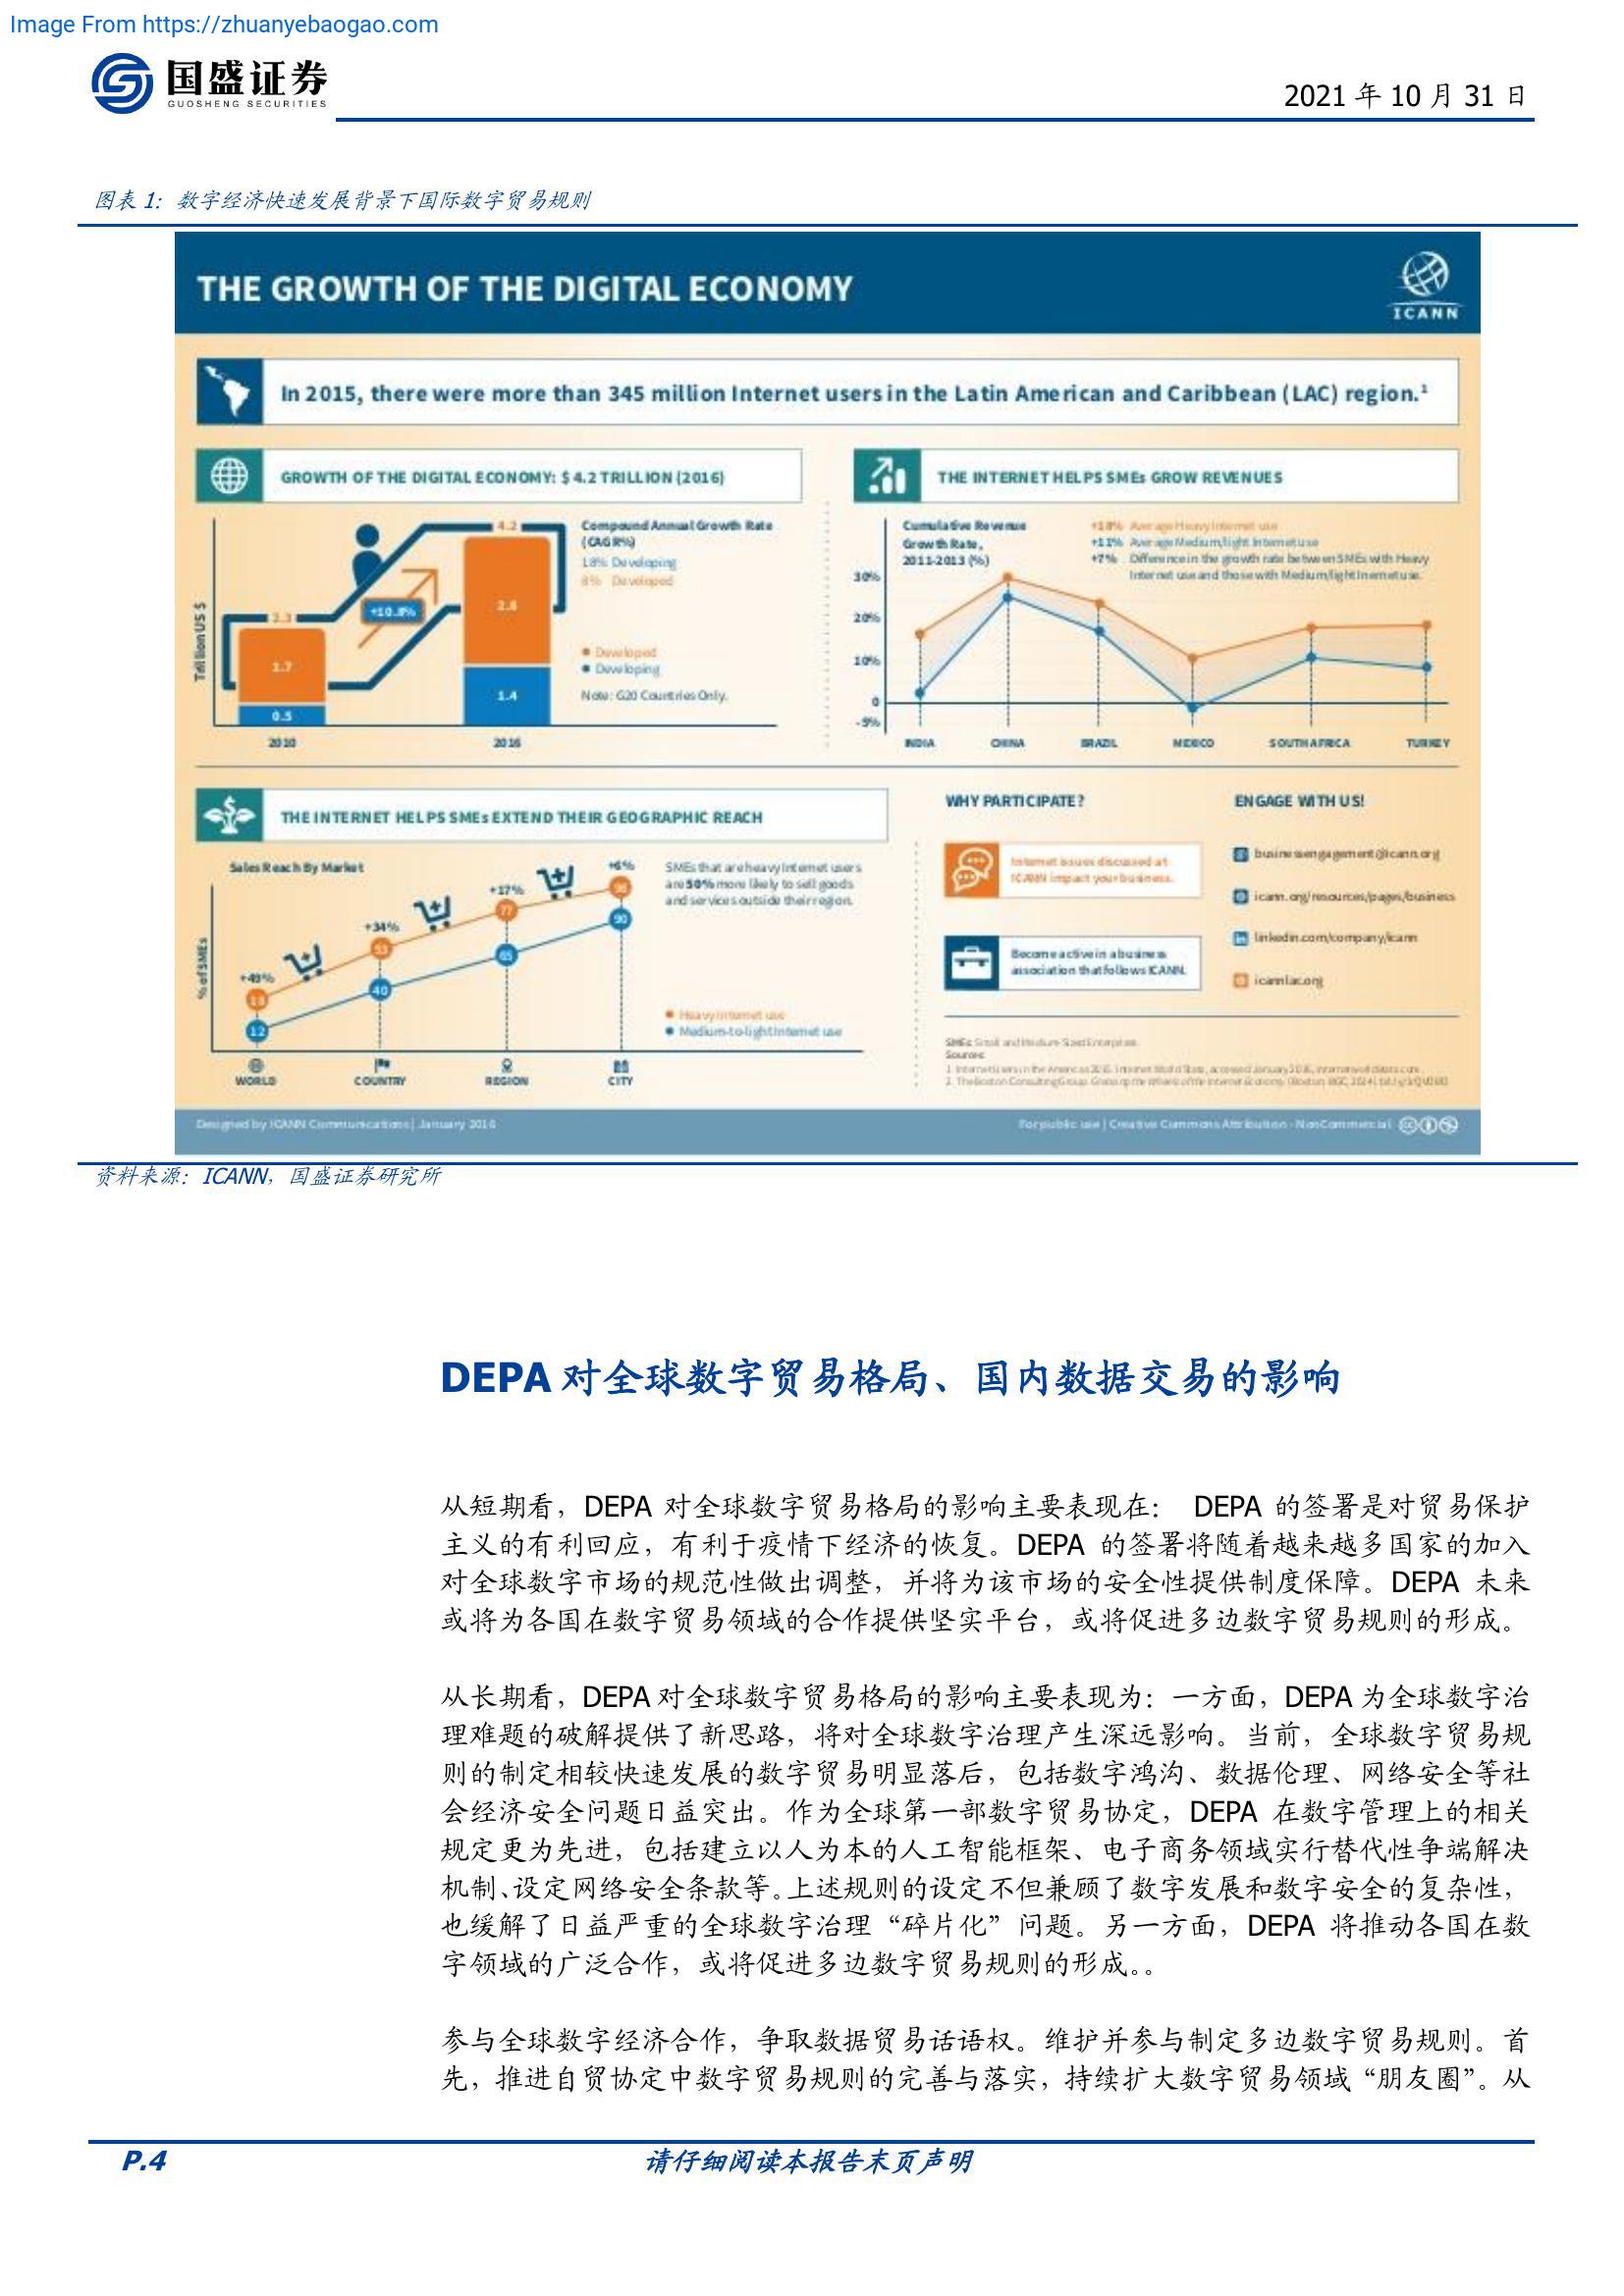 Image From https://zhuanyebaogao.com
国盛证券
GUOSHENG SECURITIES
2021 年 10 月 31 日
图表 1：数字经济快速发展背景下国际数字贸易规则
THE GROWTH OF THE DIGITAL ECONOMY
ICANN
In 2015, there were more than 345 million Internet users in the Latin American and Caribbean (LAC) region.¹
GROWTH OF THE DIGITAL ECONOMY: $ 4.2 TRILLION (2016)
Trillion US $
2.3
1.7
0.5
2010
+10.8%
4.2
2.8
1.4
2016
Compound Annual Growth Rate
(CAGR%)
18% Developing
8% Developed
Developed
Developing
Note: G20 Countries Only.
THE INTERNET HELPS SMEs GROW REVENUES
Cumulative Revenue
Growth Rate,
2011-2013 (%)
+18% Average Heavy Internet use
+11% Average Medium/light Internet use
+7% Difference in the growth rate between SMEs with Heavy
Internet use and those with Medium/light Internet use.
30%
20%
10%
0
-5%
INDIA CHINA BRAZIL MEXICO SOUTH AFRICA TURKEY
THE INTERNET HELPS SMEs EXTEND THEIR GEOGRAPHIC REACH
Sales Reach By Market
% of SMEs
+49%
+34%
+17%
+6%
53
77
12
40
65
90
SMEs that are heavy Internet users
are 50% more likely to sell goods
and services outside their region.
Heavy Internet use
Medium-to-light Internet use
WORLD COUNTRY REGION CITY
WHY PARTICIPATE?
Internet issues discussed at
ICANN impact your business.
Become active in a business
association that follows ICANN.
ENGAGE WITH US!
businessengagement@icann.org
icann.org/resources/pages/business
linkedin.com/company/icann
icannlac.org
SMEs: Small and Medium-Sized Enterprises.
Sources:
Designed by ICANN Communications | January 2016
For public use | Creative Commons Attribution - NonCommercial
资料来源：ICANN，国盛证券研究所
DEPA 对全球数字贸易格局、国内数据交易的影响
从短期看，DEPA 对全球数字贸易格局的影响主要表现在： DEPA 的签署是对贸易保护
主义的有利回应，有利于疫情下经济的恢复。DEPA 的签署将随着越来越多国家的加入
对全球数字市场的规范性做出调整，并将为该市场的安全性提供制度保障。DEPA 未来
或将为各国在数字贸易领域的合作提供坚实平台，或将促进多边数字贸易规则的形成。
从长期看，DEPA 对全球数字贸易格局的影响主要表现为：一方面，DEPA 为全球数字治
理难题的破解提供了新思路，将对全球数字治理产生深远影响。当前，全球数字贸易规
则的制定相较快速发展的数字贸易明显落后，包括数字鸿沟、数据伦理、网络安全等社
会经济安全问题日益突出。作为全球第一部数字贸易协定，DEPA 在数字管理上的相关
规定更为先进，包括建立以人为本的人工智能框架、电子商务领域实行替代性争端解决
机制、设定网络安全条款等。上述规则的设定不但兼顾了数字发展和数字安全的复杂性，
也缓解了日益严重的全球数字治理“碎片化”问题。另一方面，DEPA 将推动各国在数
字领域的广泛合作，或将促进多边数字贸易规则的形成。。
参与全球数字经济合作，争取数据贸易话语权。维护并参与制定多边数字贸易规则。首
先，推进自贸协定中数字贸易规则的完善与落实，持续扩大数字贸易领域“朋友圈”。从
P.4
请仔细阅读本报告末页声明